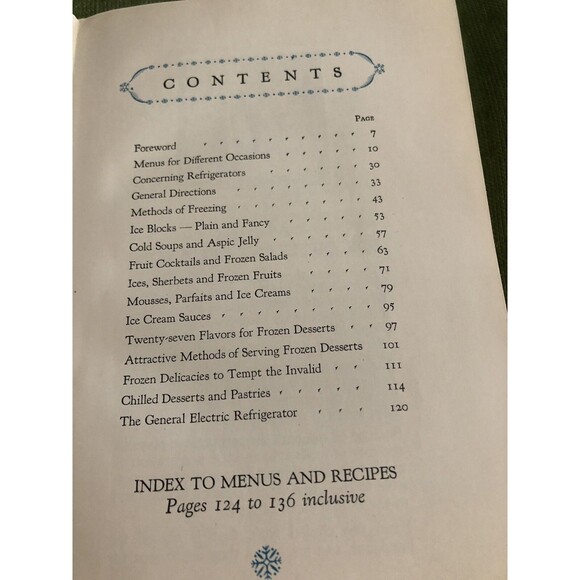 CONTENTS
PAGE
Foreword ' ' ' ' ' ' ' ' ' ' 7
Menus for Different Occasions ' ' ' ' ' 10
Concerning Refrigerators ' ' ' ' ' ' 30
General Directions ' ' ' ' ' ' ' ' 33
Methods of Freezing ' ' ' ' ' ' ' 43
Ice Blocks — Plain and Fancy ' ' ' ' ' 53
Cold Soups and Aspic Jelly ' ' ' ' ' ' 57
Fruit Cocktails and Frozen Salads ' ' ' ' 63
Ices, Sherbets and Frozen Fruits ' ' ' ' 71
Mousses, Parfaits and Ice Creams ' ' ' ' 79
Ice Cream Sauces ' ' ' ' ' ' ' ' 95
Twenty-seven Flavors for Frozen Desserts ' ' 97
Attractive Methods of Serving Frozen Desserts 101
Frozen Delicacies to Tempt the Invalid ' ' ' 111
Chilled Desserts and Pastries ' ' ' ' ' 114
The General Electric Refrigerator ' ' ' ' 120
INDEX TO MENUS AND RECIPES
Pages 124 to 136 inclusive